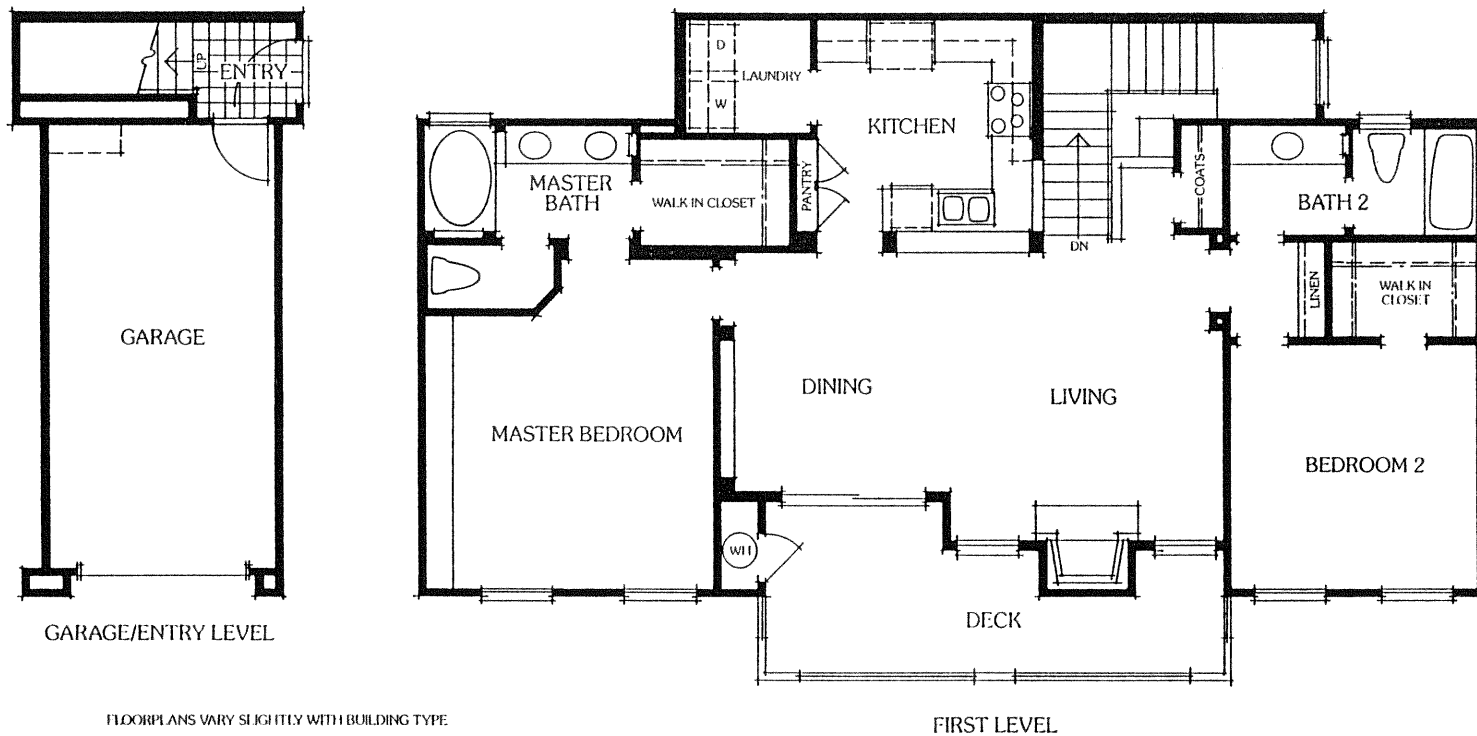 UP
ENTRY
GARAGE
GARAGE/ENTRY LEVEL
FLOORPLANS VARY SLIGHTLY WITH BUILDING TYPE
D
LAUNDRY
W
KITCHEN
MASTER
BATH
WALK IN CLOSET
PANTRY
COATS
BATH 2
DN
LINEN
WALK IN
CLOSET
DINING
LIVING
MASTER BEDROOM
BEDROOM 2
WH
DECK
FIRST LEVEL